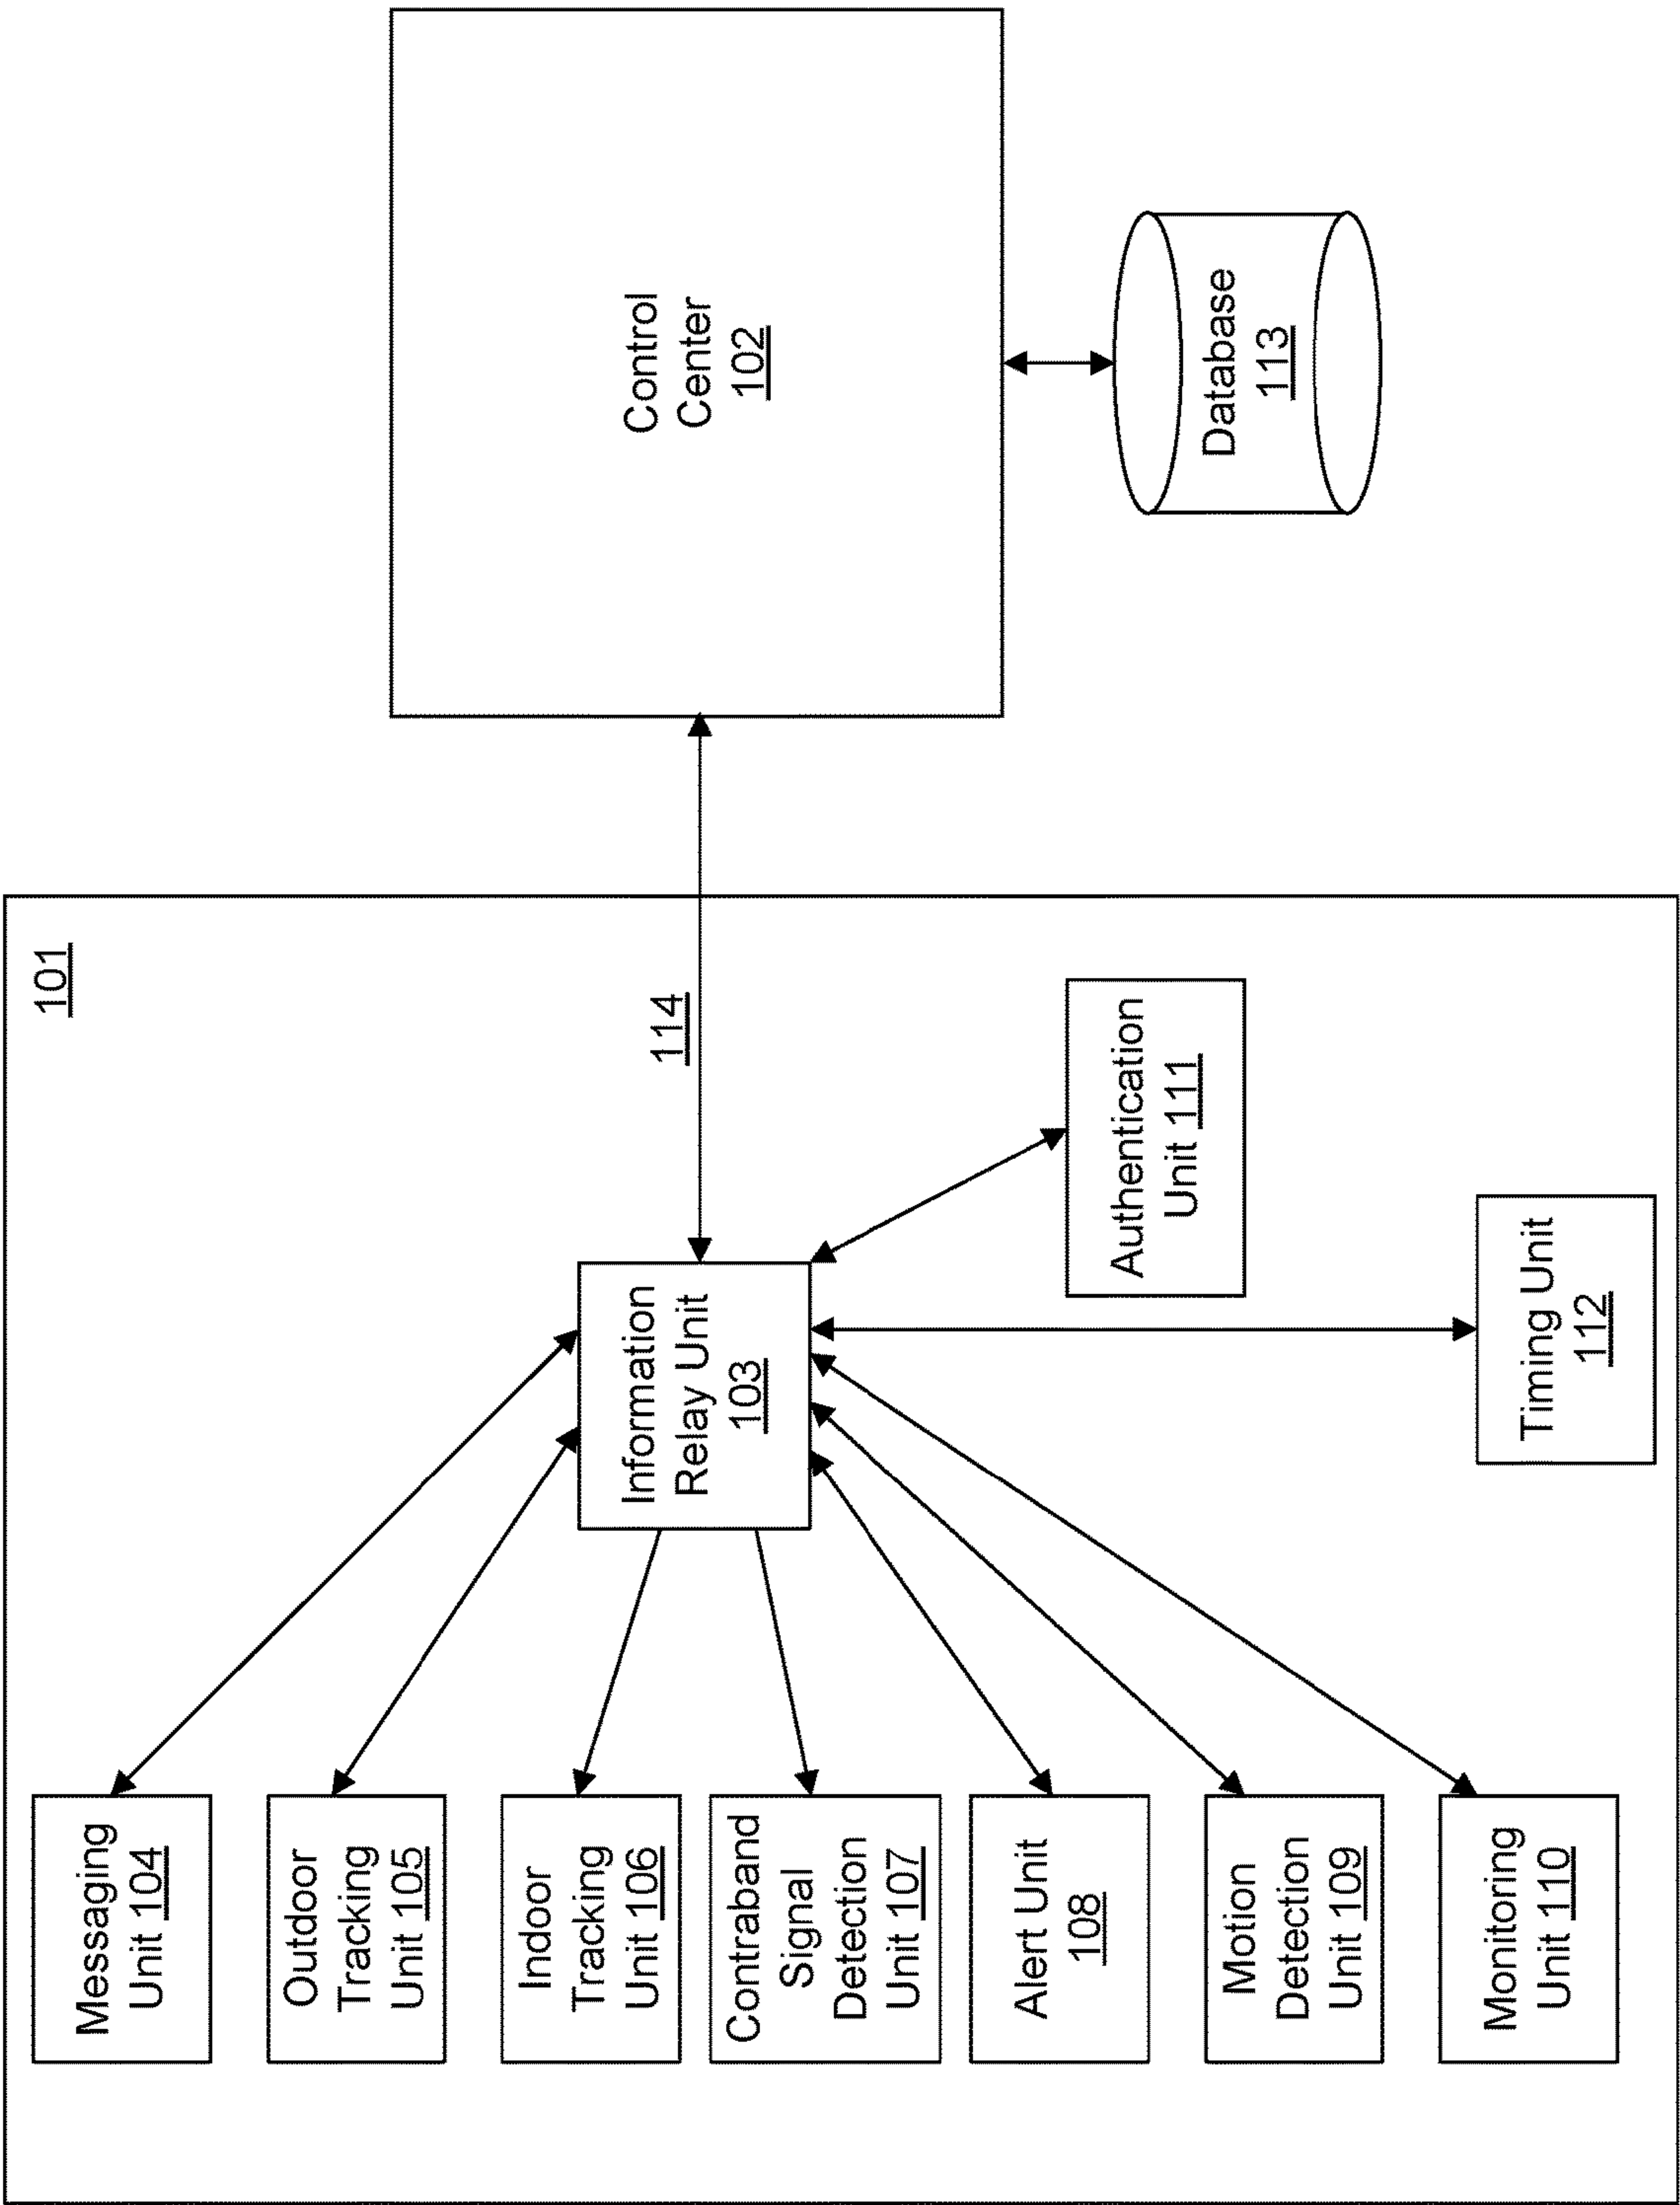 101
Messaging
Unit 104
Outdoor
Tracking
Unit 105
Indoor
Tracking
Unit 106
Contraband
Signal
Detection
Unit 107
Alert Unit
108
Motion
Detection
Unit 109
Monitoring
Unit 110
Information
Relay Unit
103
114
Authentication
Unit 111
Timing Unit
112
Control
Center
102
Database
113